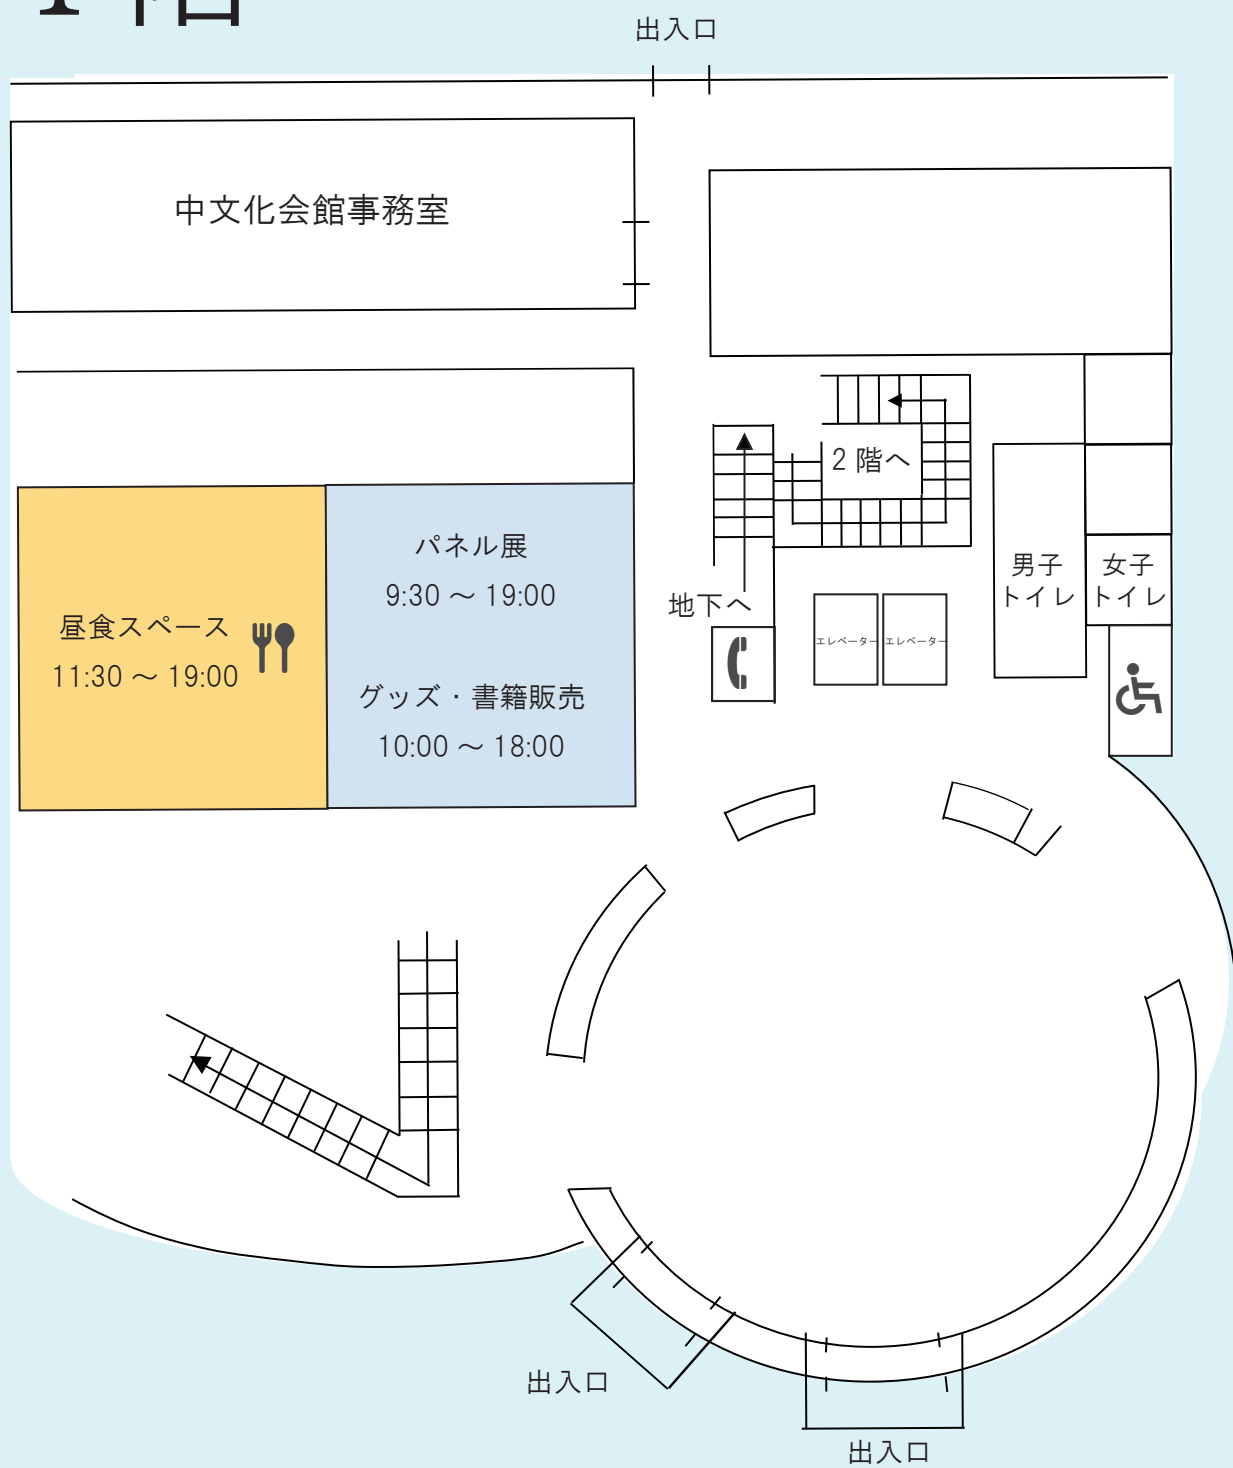 1階
出入口
中文化会館事務室
2階へ
パネル展
9:30 ～ 19:00
昼食スペース
11:30 ～ 19:00
グッズ・書籍販売
10:00 ～ 18:00
地下へ
エレベーター
エレベーター
男子
トイレ
女子
トイレ
出入口
出入口